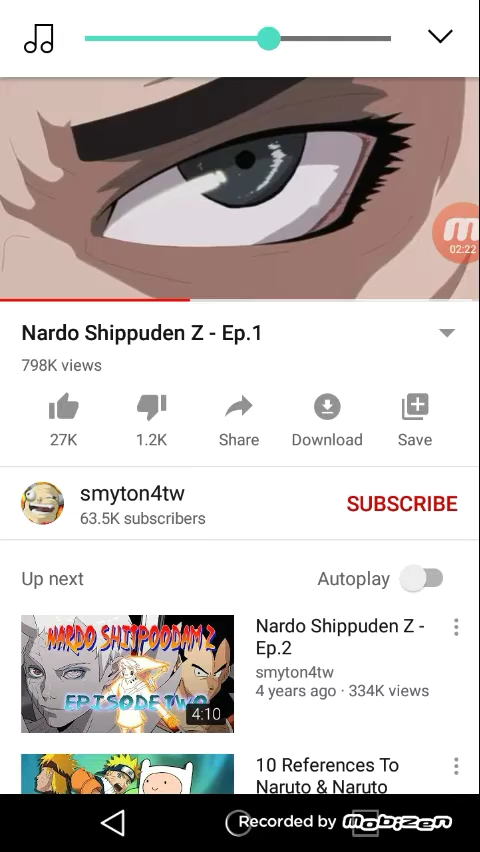 02:22
Nardo Shippuden Z - Ep.1
798K views
27K
1.2K
Share
Download
Save
smyton4tw
63.5K subscribers
SUBSCRIBE
Up next
Autoplay
NARDO SHITPOODAM Z
EPISODE TWO
4:10
Nardo Shippuden Z -
Ep.2
smyton4tw
4 years ago · 334K views
10 References To
Naruto & Naruto
Recorded by Mobizen